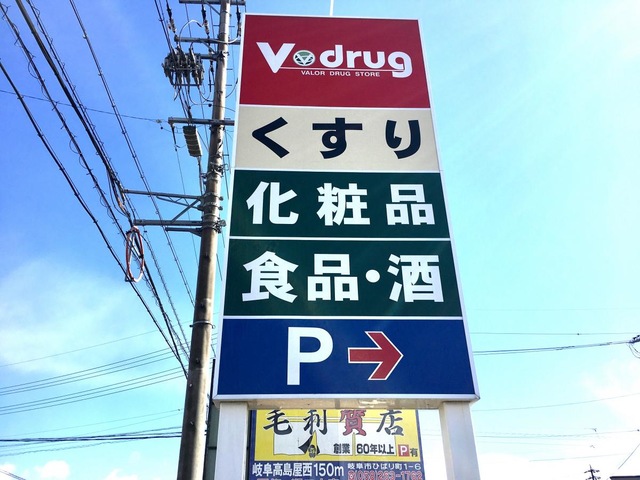 V drug
VALOR DRUG STORE
くすり
化粧品
食品・酒
P →
毛利質店
創業 60年以上 P有
岐阜高島屋西150m
岐阜市ひばり町1-6